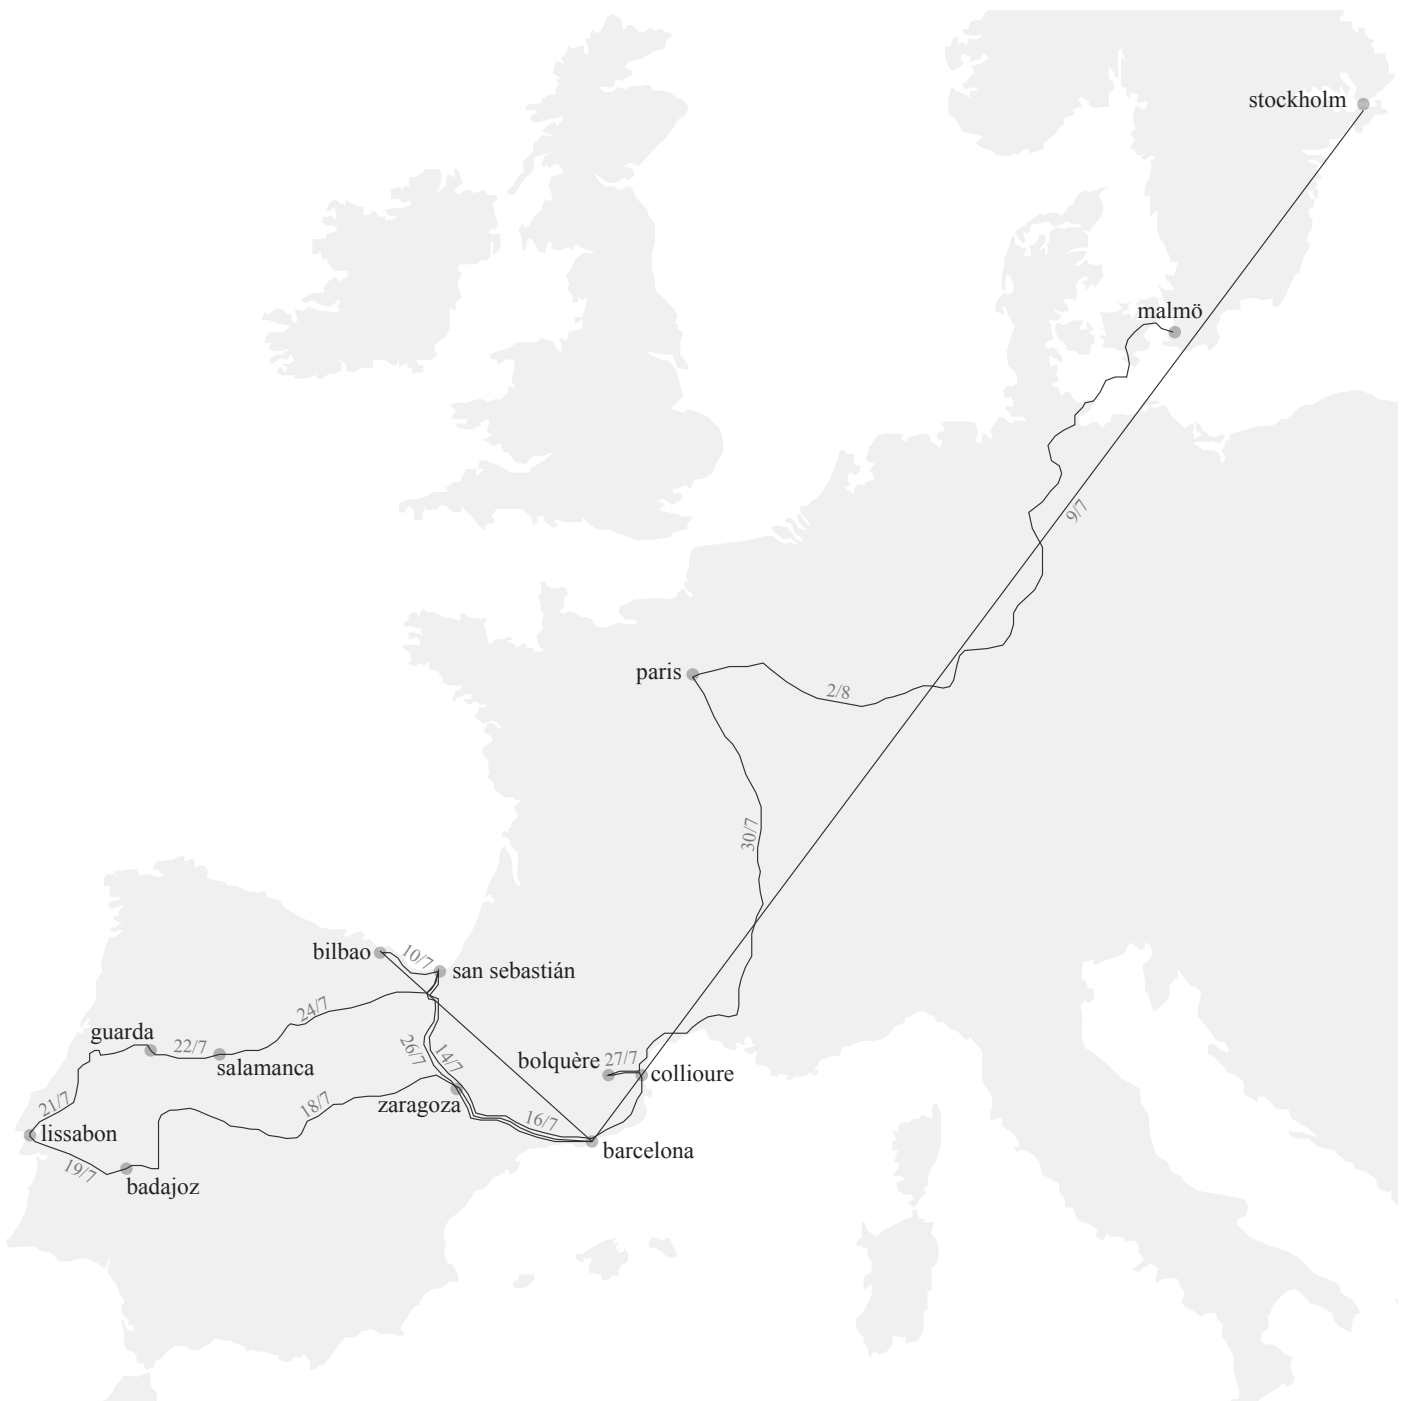 stockholm
malmö
9/7
paris
2/8
30/7
bilbao
10/7
san sebastián
24/7
guarda
22/7
salamanca
26/7
14/7
bolquère
27/7
collioure
21/7
18/7
zaragoza
16/7
lissabon
barcelona
19/7
badajoz